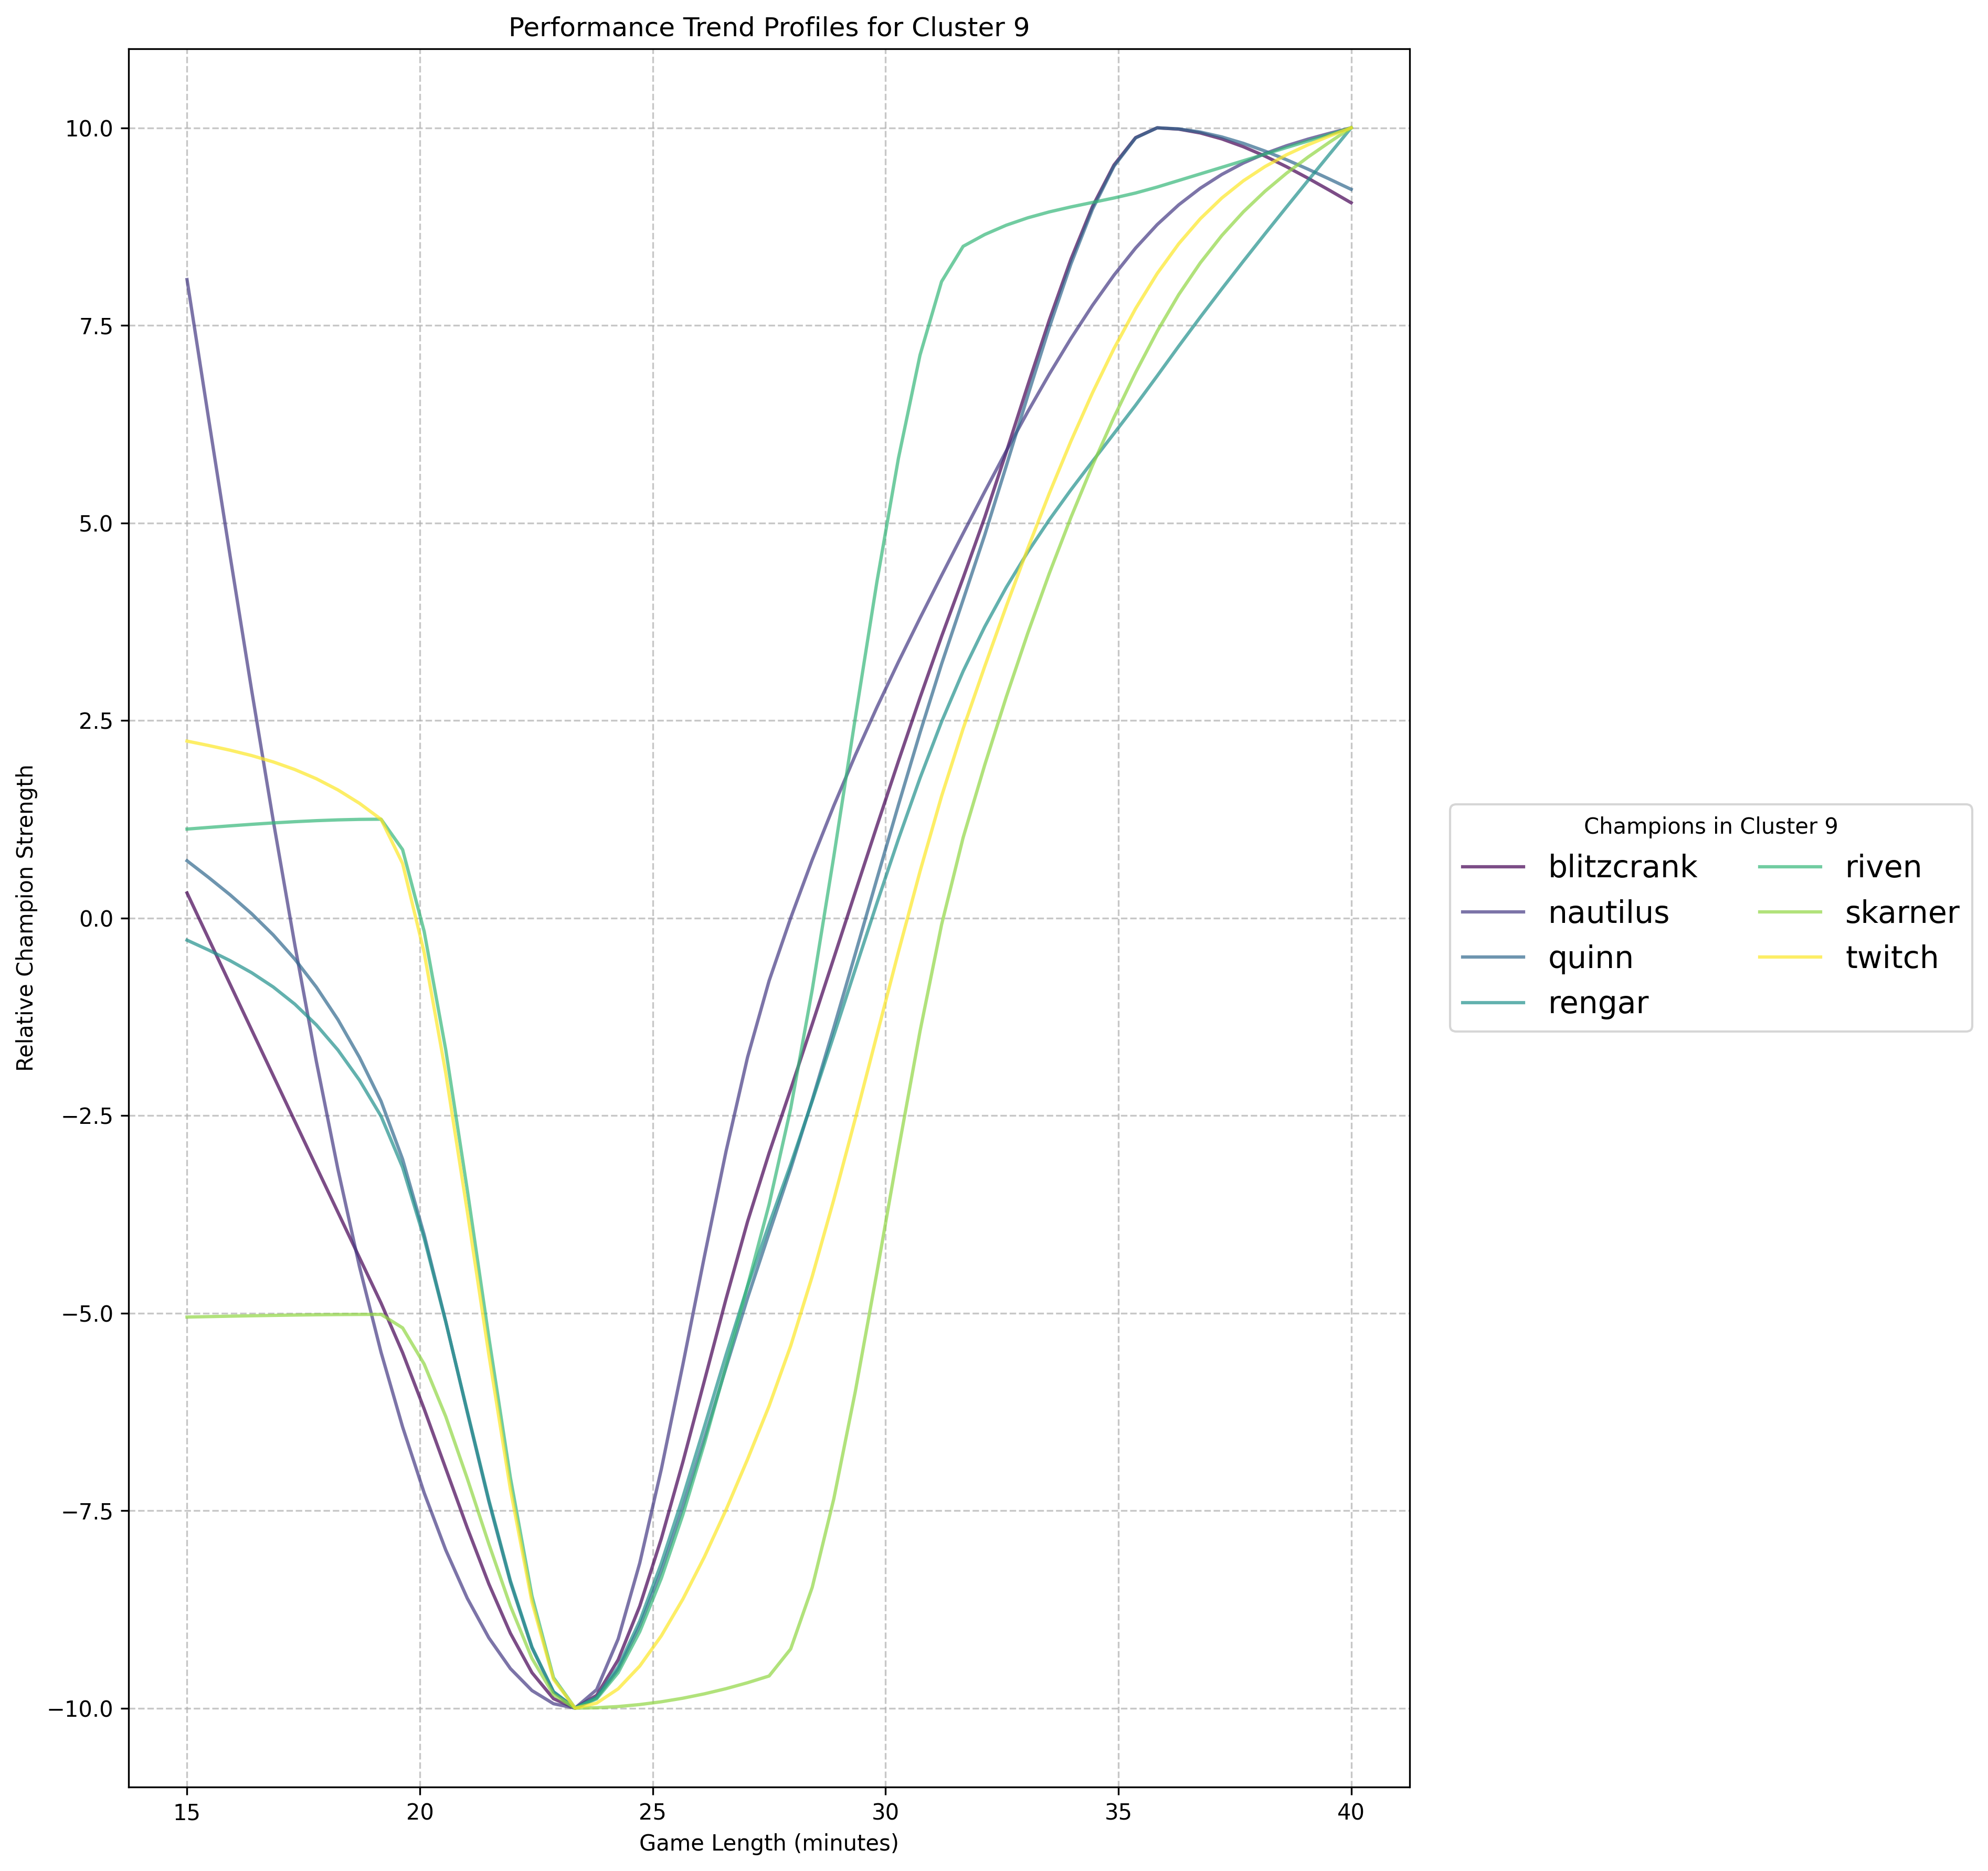 Performance Trend Profiles for Cluster 9
Relative Champion Strength
10.0
7.5
5.0
2.5
0.0
−2.5
−5.0
−7.5
−10.0
15 20 25 30 35 40
Game Length (minutes)
Champions in Cluster 9
blitzcrank
nautilus
quinn
rengar
riven
skarner
twitch